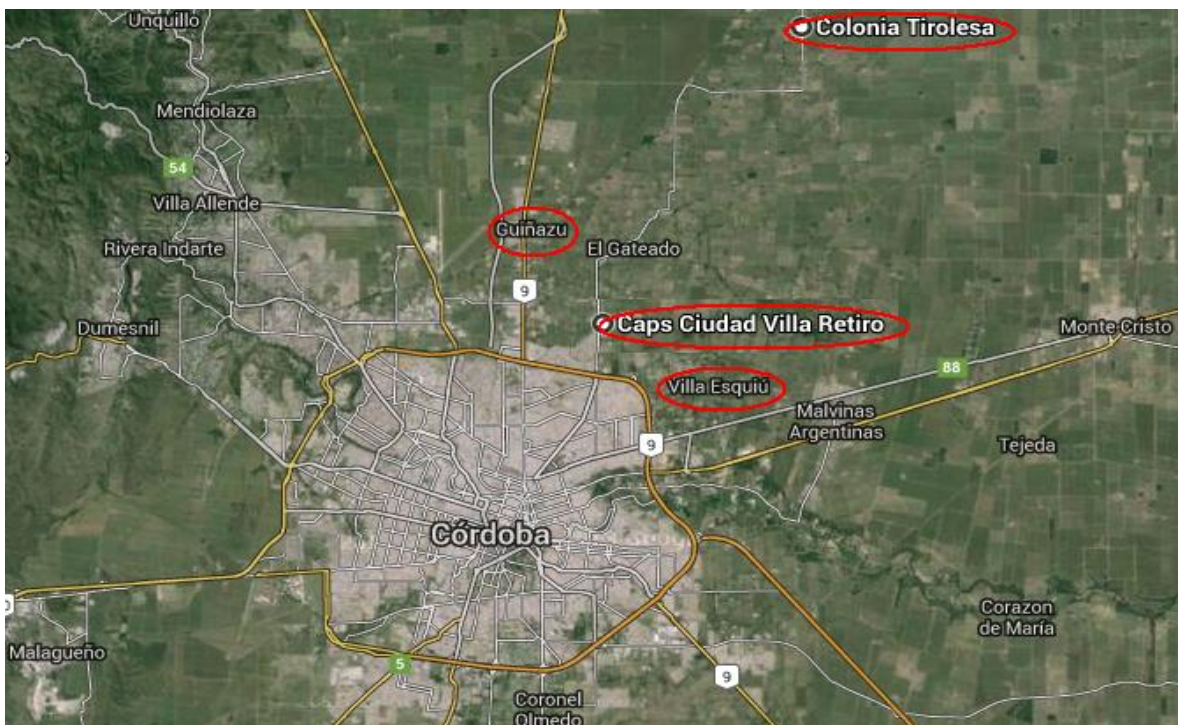 Unquillo
Colonia Tirolesa
Mendiolaza
54
Villa Allende
Guiñazu
Rivera Indarte
El Gateado
9
Caps Ciudad Villa Retiro
Dumesnil
Monte Cristo
88
Villa Esquiú
Malvinas
Argentinas
9
Tejeda
Córdoba
Corazon
de María
Malagueño
5
9
Coronel
Olmedo